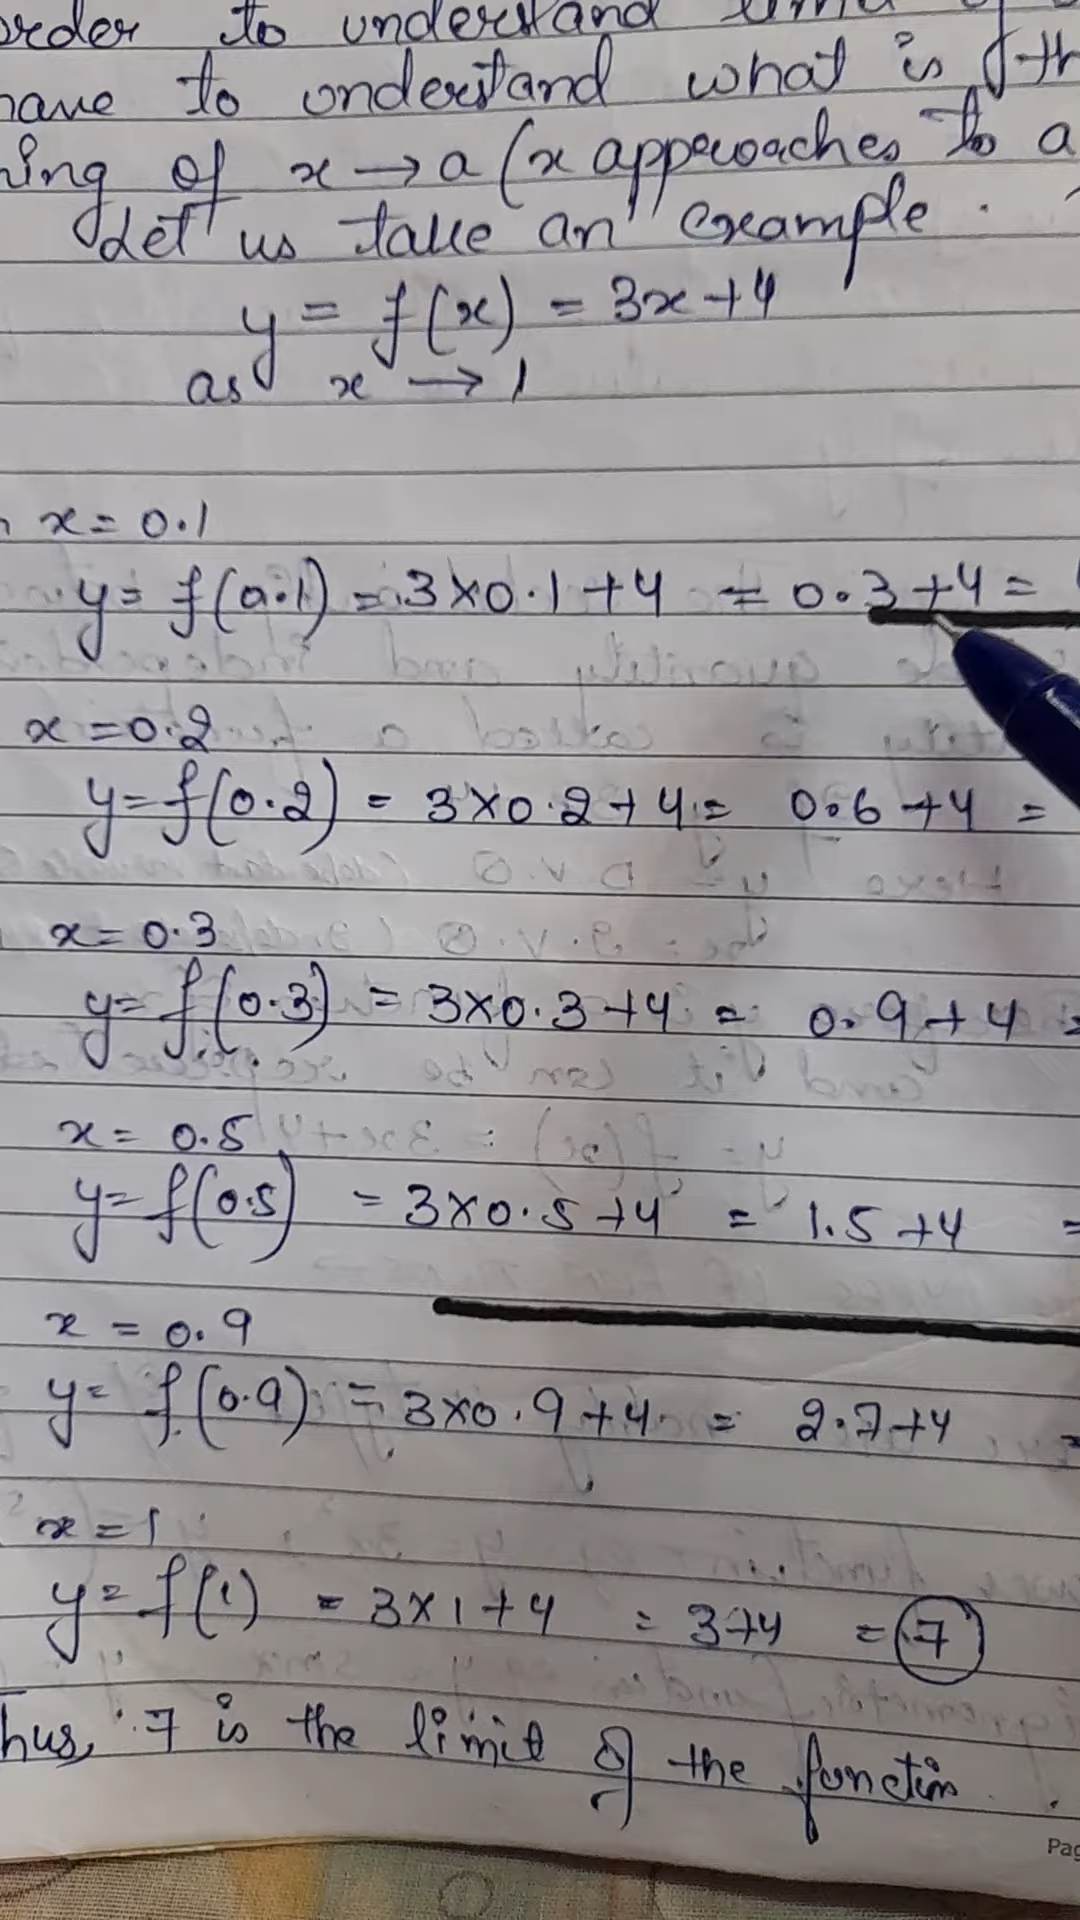 order to understand
have to understand what is
of x → a (x approaches to a
Let us take an example.
y = f(x) = 3x+4
as x → 1
x = 0.1
y = f(0.1) = 3×0.1+4 = 0.3+4 =
x = 0.2
y = f(0.2) = 3×0.2+4 = 0.6+4 =
x = 0.3
y = f(0.3) = 3×0.3+4 = 0.9+4 =
x = 0.5
y = f(0.5) = 3×0.5+4 = 1.5+4 =
x = 0.9
y = f(0.9) = 3×0.9+4 = 2.7+4 =
x = 1
y = f(1) = 3×1+4 = 3+4 = 7
hus, 7 is the limit of the functin.
Pag